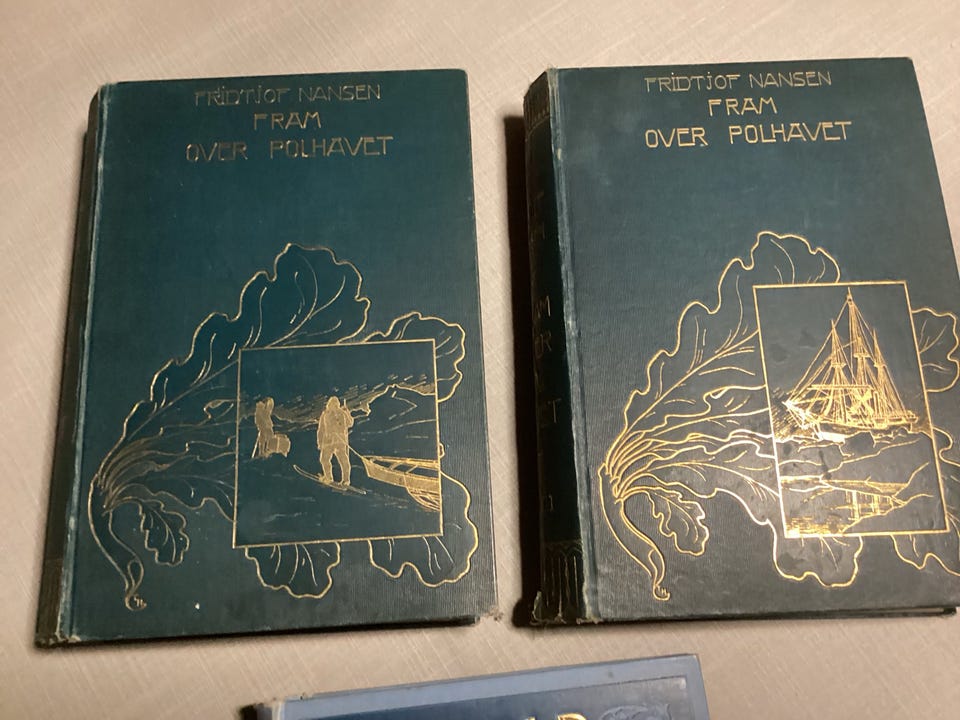 FRIDTJOF NANSEN
FRAM
OVER POLHAVET
FRIDTJOF NANSEN
FRAM
OVER POLHAVET